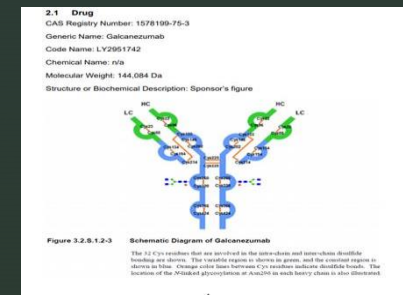 2.1 Drug
CAS Registry Number: 1578199-75-3
Generic Name: Galcanezumab
Code Name: LY2951742
Chemical Name: n/a
Molecular Weight: 144,084 Da
Structure or Biochemical Description: Sponsor's figure
HC HC
LC LC
Figure 3.2.S.1.2-3 Schematic Diagram of Galcanezumab
The 32 Cys residues that are involved in the intra-chain and inter-chain disulfide
bonding are shown. The variable region is shown in green, and the constant region is
shown in blue. Orange color lines between Cys residues indicate disulfide bonds. The
location of the N-linked glycosylation at Asn298 in each heavy chain is also illustrated